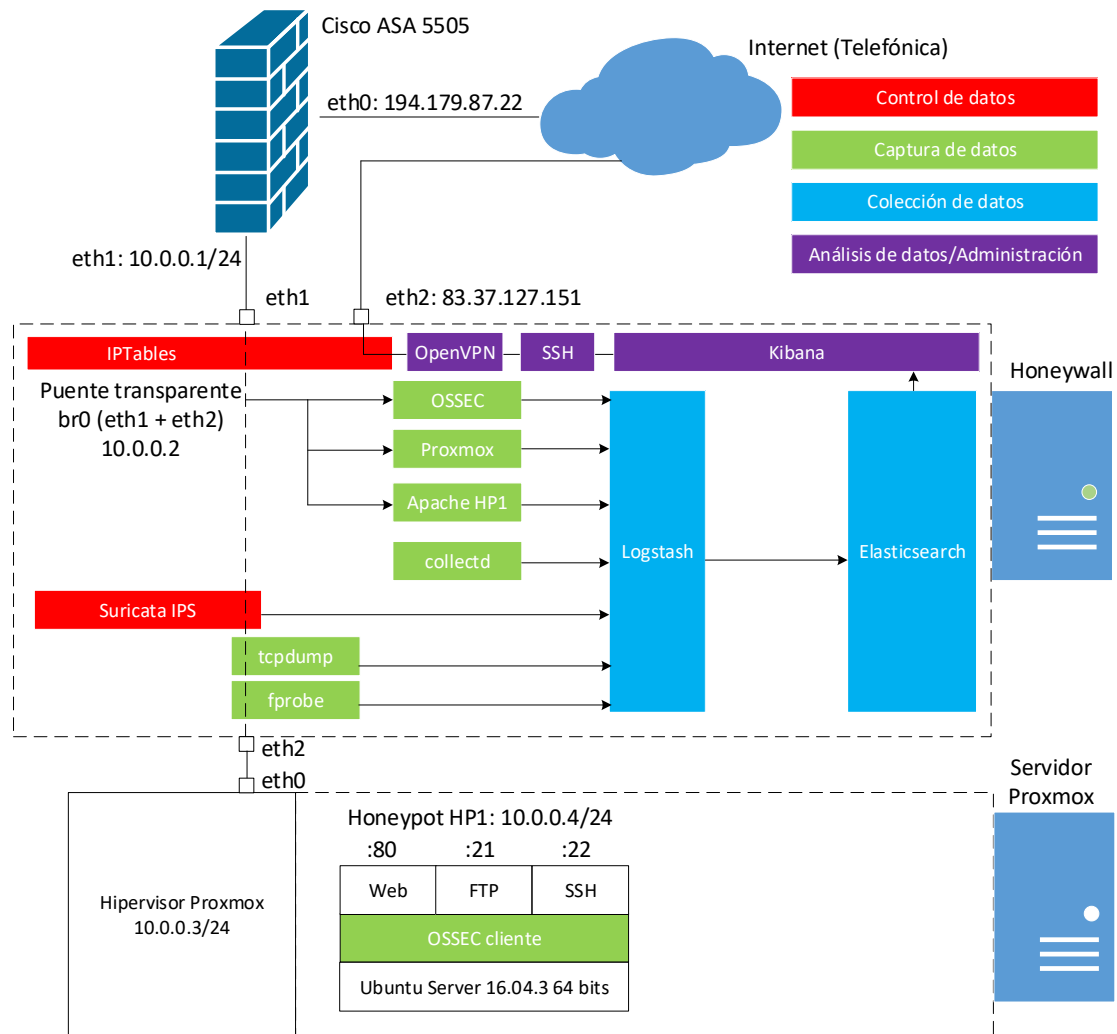 Cisco ASA 5505
Internet (Telefónica)
eth0: 194.179.87.22
Control de datos
Captura de datos
Colección de datos
Análisis de datos/Administración
eth1: 10.0.0.1/24
eth1
eth2: 83.37.127.151
IPTables
OpenVPN
SSH
Kibana
Honeywall
Puente transparente
br0 (eth1 + eth2)
10.0.0.2
OSSEC
Proxmox
Apache HP1
collectd
Logstash
Elasticsearch
Suricata IPS
tcpdump
fprobe
eth2
eth0
Servidor
Proxmox
Honeypot HP1: 10.0.0.4/24
:80
:21
:22
Web
FTP
SSH
Hipervisor Proxmox
10.0.0.3/24
OSSEC cliente
Ubuntu Server 16.04.3 64 bits